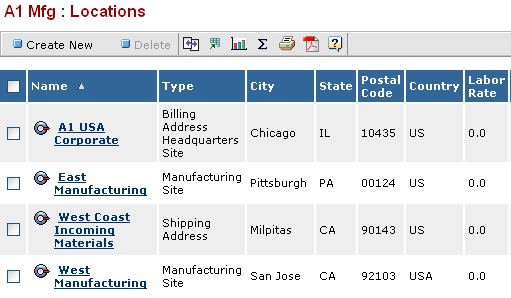 A1 Mfg : Locations
Create New Delete Σ
Name Type City State Postal Code Country Labor Rate
A1 USA Corporate
Billing Address Headquarters Site
Chicago IL 10435 US 0.0
East Manufacturing
Manufacturing Site
Pittsburgh PA 00124 US 0.0
West Coast Incoming Materials
Shipping Address
Milpitas CA 90143 US 0.0
West Manufacturing
Manufacturing Site
San Jose CA 92103 USA 0.0